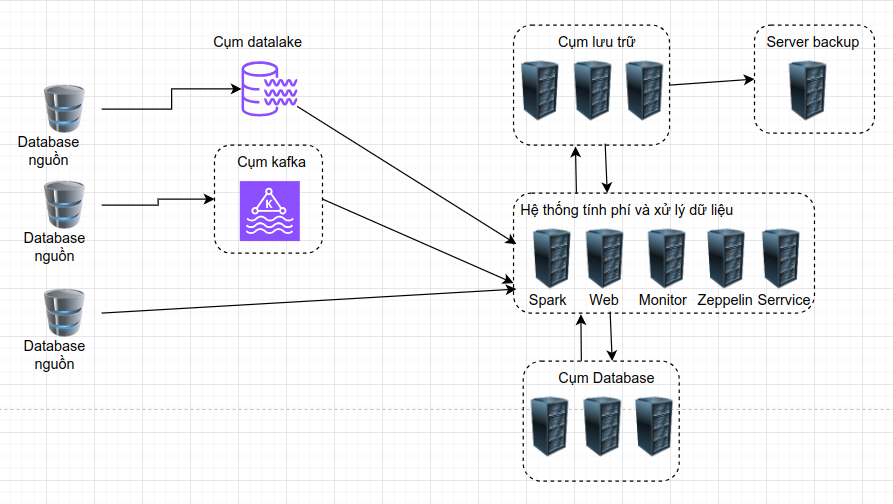 Cụm datalake
Cụm lưu trữ
Server backup
Database
nguồn
Cụm kafka
K
Database
nguồn
Hệ thống tính phí và xử lý dữ liệu
Spark
Web
Monitor
Zeppelin
Serrvice
Database
nguồn
Cụm Database